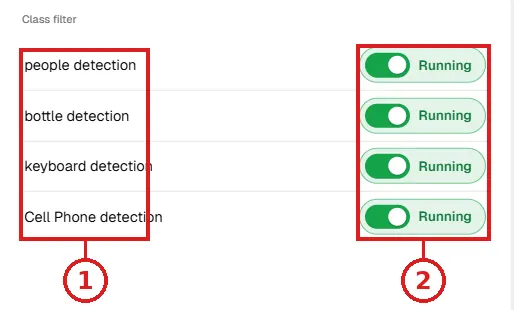 Class filter
people detection Running
bottle detection Running
keyboard detection Running
Cell Phone detection Running
1 2